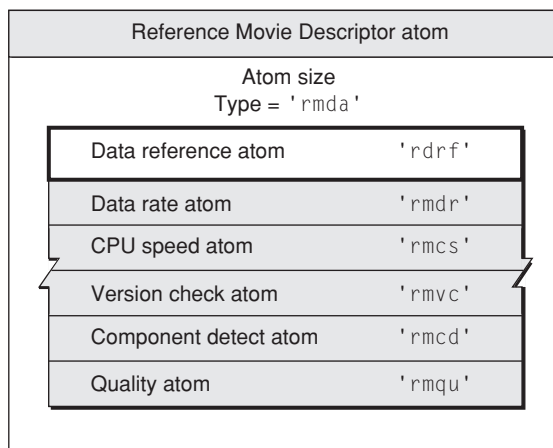 Reference Movie Descriptor atom
Atom size
Type = 'rmda'
Data reference atom 'rdrf'
Data rate atom 'rmdr'
CPU speed atom 'rmcs'
Version check atom 'rmvc'
Component detect atom 'rmcd'
Quality atom 'rmqu'